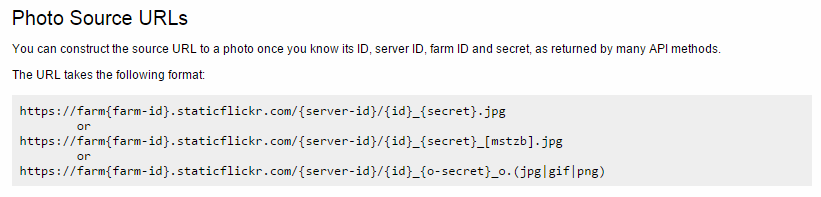 Photo Source URLs
You can construct the source URL to a photo once you know its ID, server ID, farm ID and secret, as returned by many API methods.
The URL takes the following format:
https://farm{farm-id}.staticflickr.com/{server-id}/{id}_{secret}.jpg
or
https://farm{farm-id}.staticflickr.com/{server-id}/{id}_{secret}_[mstzb].jpg
or
https://farm{farm-id}.staticflickr.com/{server-id}/{id}_{o-secret}_o.(jpg|gif|png)